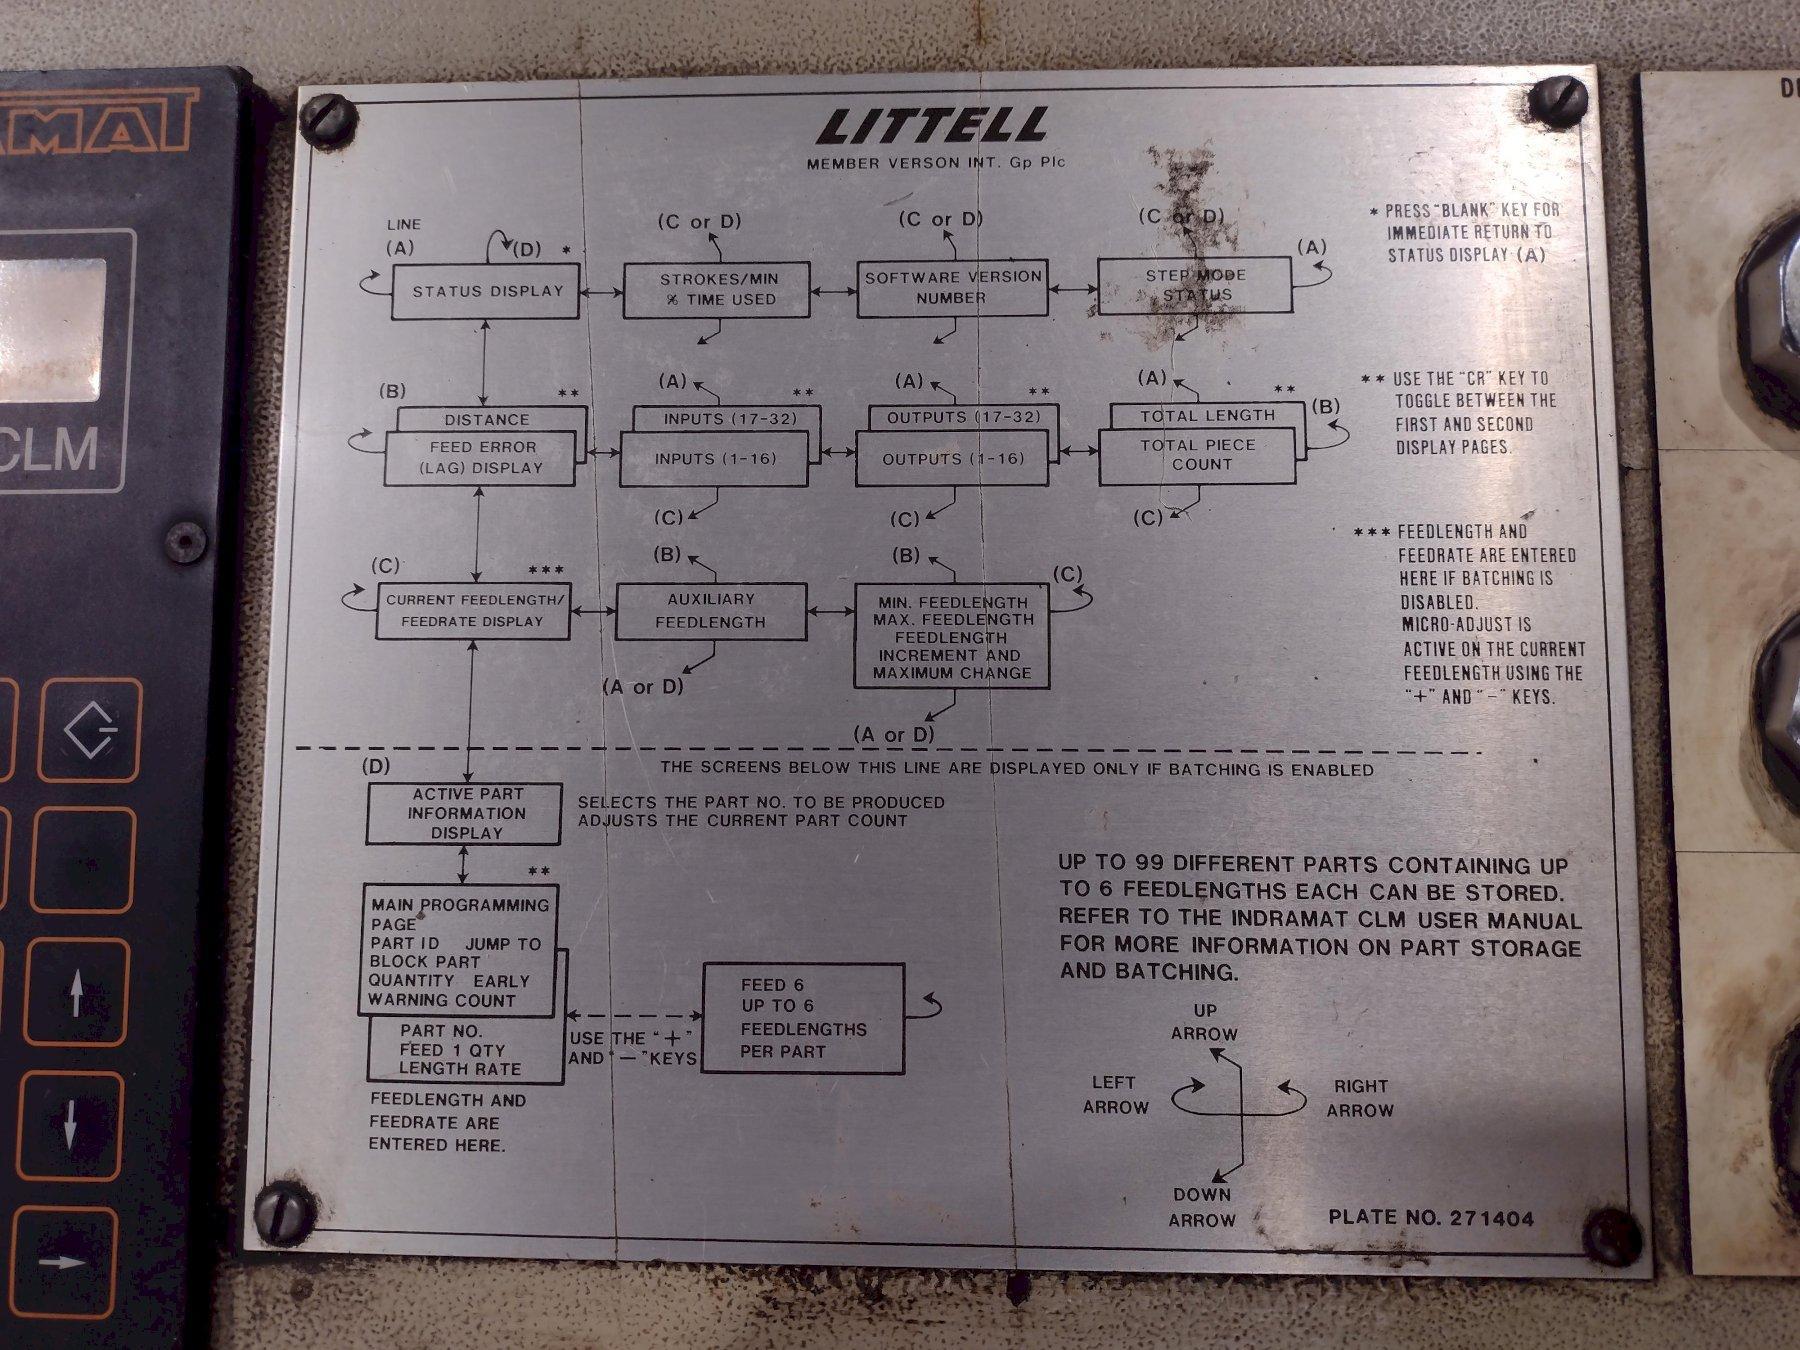 AMAT
CLM
LITTELL
MEMBER VERSON INT. Gp Plc
LINE
(A)
(D) *
(C or D)
(C or D)
(C or D)
(A)
STATUS DISPLAY
STROKES/MIN
% TIME USED
SOFTWARE VERSION
NUMBER
STEP MODE
STATUS
* PRESS "BLANK" KEY FOR
IMMEDIATE RETURN TO
STATUS DISPLAY (A)
(B)
**
(A)
**
(A)
**
(A)
**
(B)
DISTANCE
FEED ERROR
(LAG) DISPLAY
INPUTS (17-32)
INPUTS (1-16)
OUTPUTS (17-32)
OUTPUTS (1-16)
TOTAL LENGTH
TOTAL PIECE
COUNT
(C)
(C)
(C)
** USE THE "CR" KEY TO
TOGGLE BETWEEN THE
FIRST AND SECOND
DISPLAY PAGES.
(C)
***
(B)
(B)
(C)
CURRENT FEEDLENGTH/
FEEDRATE DISPLAY
AUXILIARY
FEEDLENGTH
MIN. FEEDLENGTH
MAX. FEEDLENGTH
FEEDLENGTH
INCREMENT AND
MAXIMUM CHANGE
(A or D)
(A or D)
*** FEEDLENGTH AND
FEEDRATE ARE ENTERED
HERE IF BATCHING IS
DISABLED.
MICRO-ADJUST IS
ACTIVE ON THE CURRENT
FEEDLENGTH USING THE
"+" AND "−" KEYS.
(D)
THE SCREENS BELOW THIS LINE ARE DISPLAYED ONLY IF BATCHING IS ENABLED
ACTIVE PART
INFORMATION
DISPLAY
SELECTS THE PART NO. TO BE PRODUCED
ADJUSTS THE CURRENT PART COUNT
**
MAIN PROGRAMMING
PAGE
PART ID JUMP TO
BLOCK PART
QUANTITY EARLY
WARNING COUNT
PART NO.
FEED 1 QTY
LENGTH RATE
FEEDLENGTH AND
FEEDRATE ARE
ENTERED HERE.
USE THE "+"
AND "−" KEYS
FEED 6
UP TO 6
FEEDLENGTHS
PER PART
UP TO 99 DIFFERENT PARTS CONTAINING UP
TO 6 FEEDLENGTHS EACH CAN BE STORED.
REFER TO THE INDRAMAT CLM USER MANUAL
FOR MORE INFORMATION ON PART STORAGE
AND BATCHING.
UP
ARROW
LEFT
ARROW
RIGHT
ARROW
DOWN
ARROW
PLATE NO. 271404